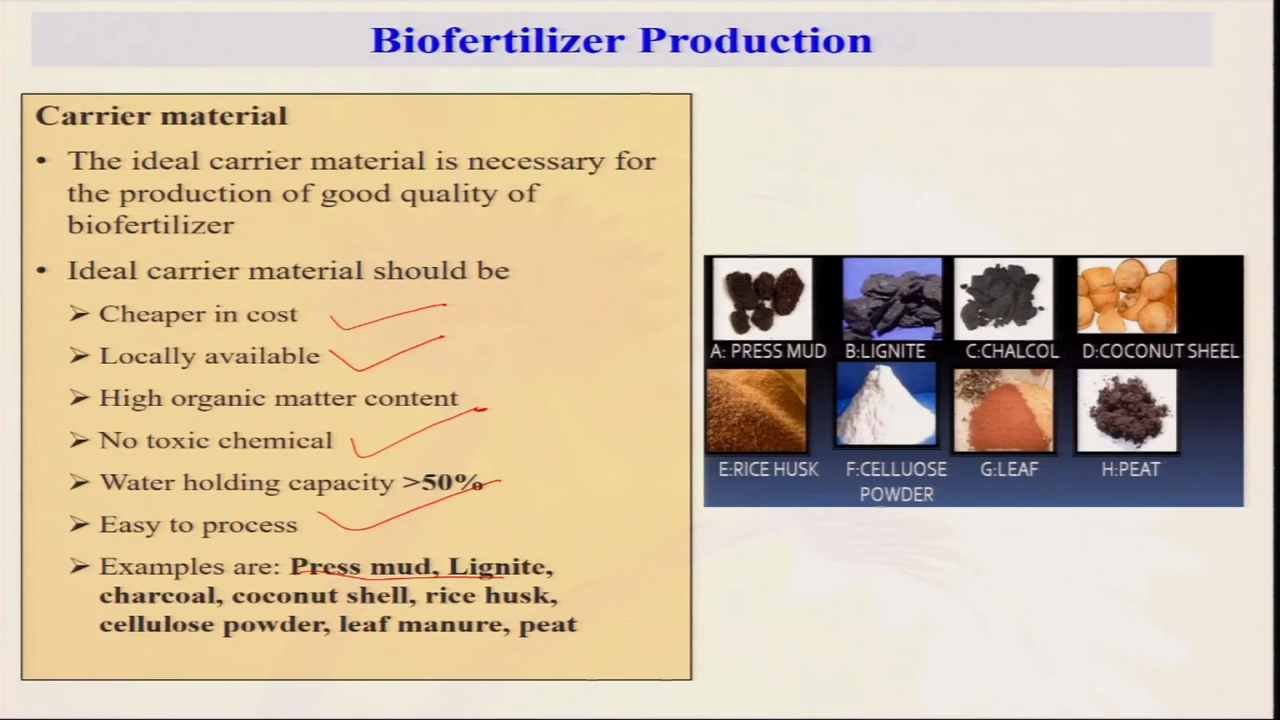 Biofertilizer Production
Carrier material
• The ideal carrier material is necessary for
the production of good quality of
biofertilizer
• Ideal carrier material should be
➢ Cheaper in cost
➢ Locally available
➢ High organic matter content
➢ No toxic chemical
➢ Water holding capacity >50%
➢ Easy to process
➢ Examples are: Press mud, Lignite,
charcoal, coconut shell, rice husk,
cellulose powder, leaf manure, peat
A: PRESS MUD B:LIGNITE C:CHALCOL D:COCONUT SHEEL
E:RICE HUSK F:CELLUOSE G:LEAF H:PEAT
POWDER